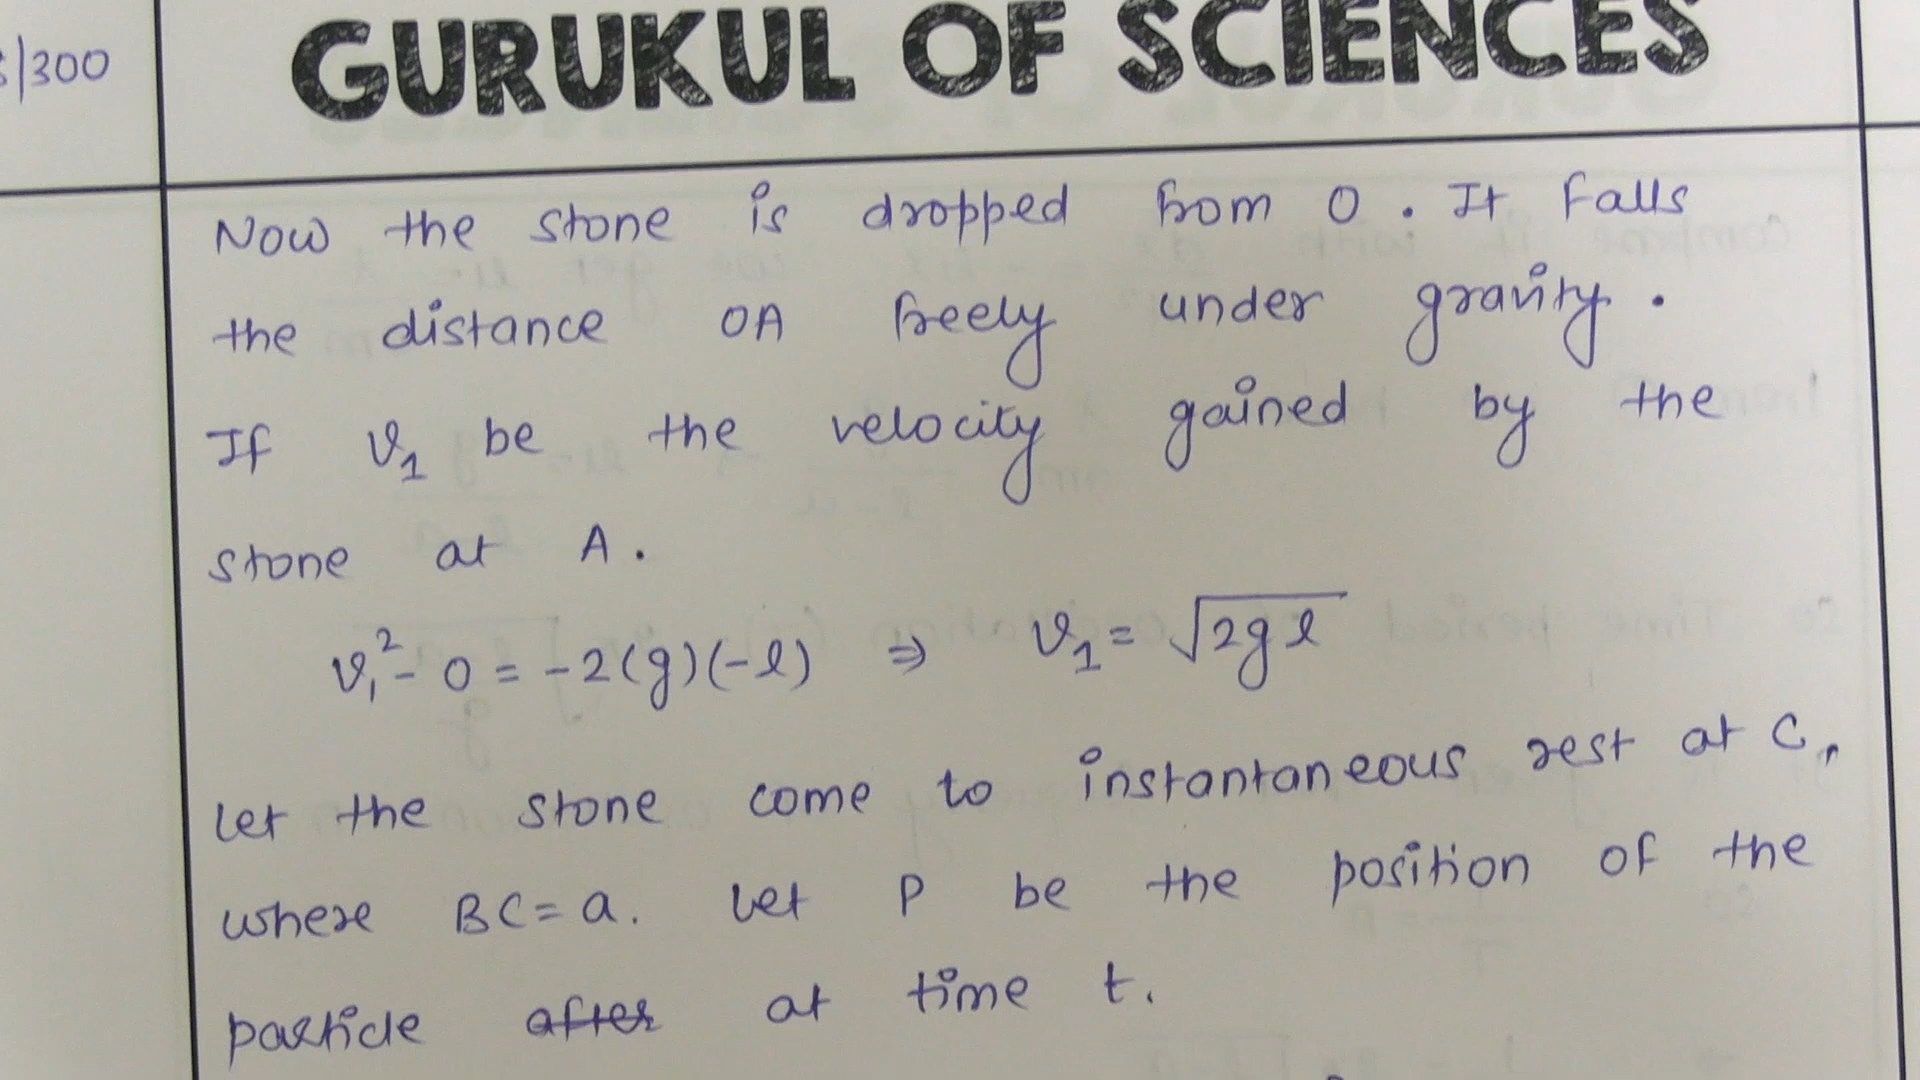 /300
GURUKUL OF SCIENCES
Now the stone is dropped from O. It falls
the distance OA freely under gravity.
If v₁ be the velocity gained by the
stone at A.
v₁² - 0 = -2(g)(-l) ⇒ v₁ = √2gl
Let the stone come to instantaneous rest at C,
where BC = a. Let P be the position of the
particle after at time t.